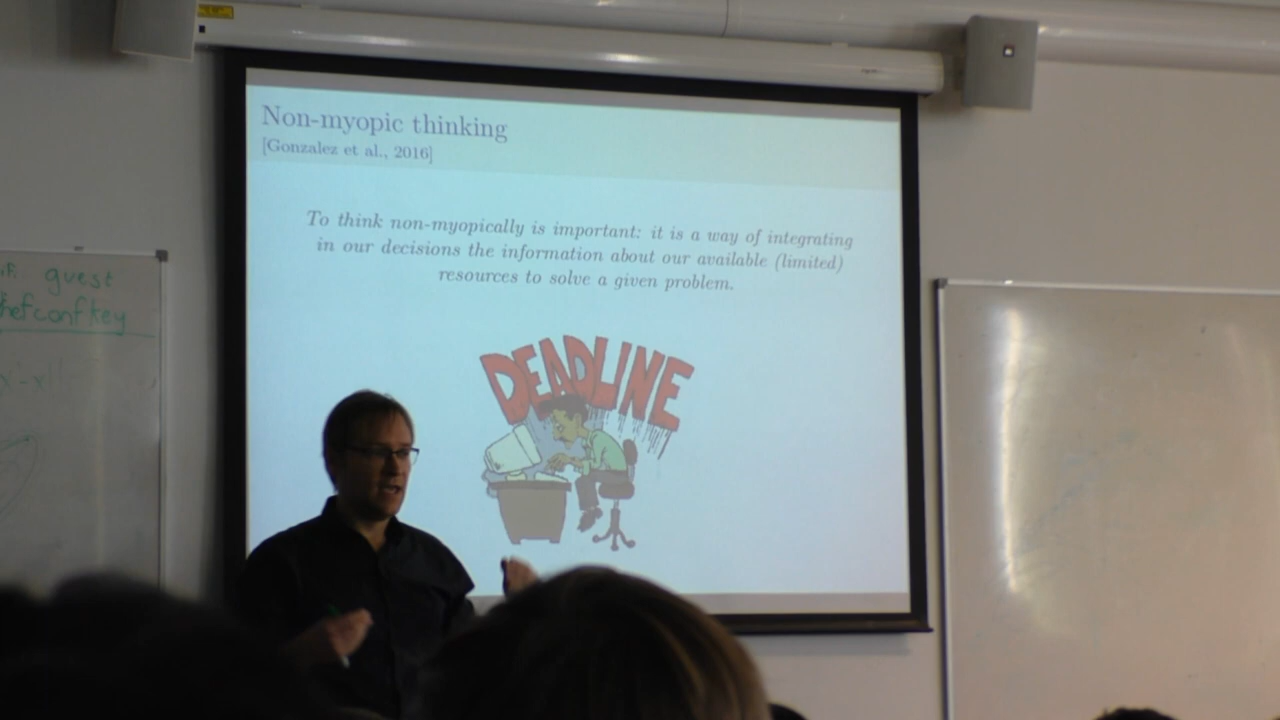 Non-myopic thinking
[Gonzalez et al., 2016]
To think non-myopically is important: it is a way of integrating
in our decisions the information about our available (limited)
resources to solve a given problem.
DEADLINE
guest